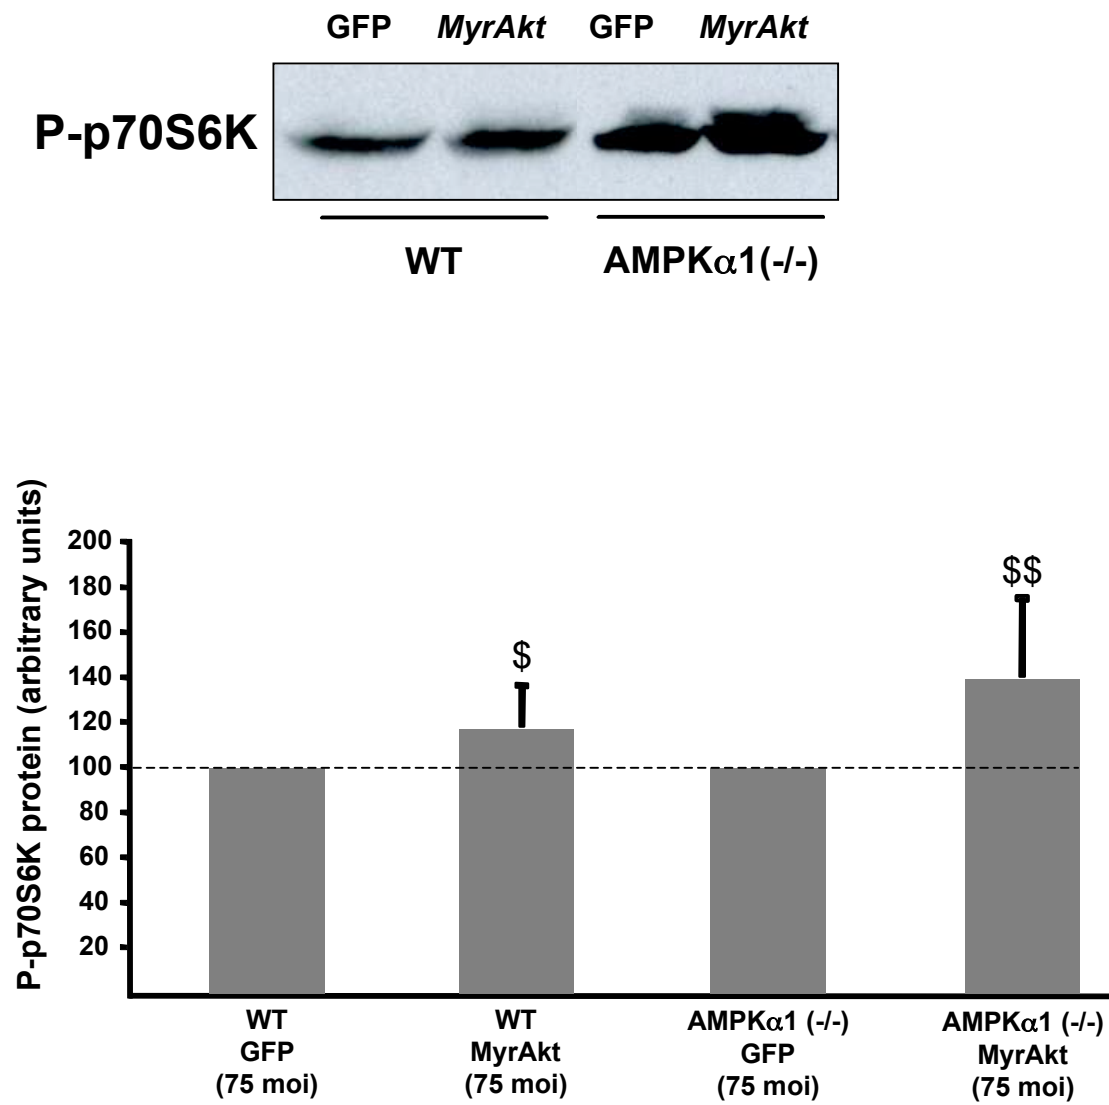 GFP MyrAkt GFP MyrAkt
P-p70S6K
WT AMPKα1(-/-)
P-p70S6K protein (arbitrary units)
200
180
160
140
120
100
80
60
40
20
$
$$
WT
GFP
(75 moi)
WT
MyrAkt
(75 moi)
AMPKα1 (-/-)
GFP
(75 moi)
AMPKα1 (-/-)
MyrAkt
(75 moi)